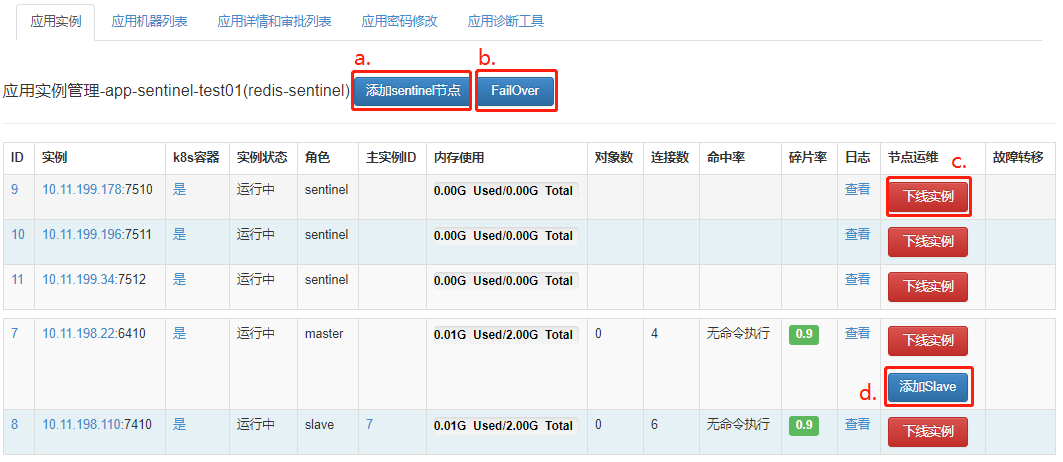 应用实例 应用机器列表 应用详情和审批列表 应用密码修改 应用诊断工具
a. b.
应用实例管理-app-sentinel-test01(redis-sentinel) 添加sentinel节点 FailOver
ID 实例 k8s容器 实例状态 角色 主实例ID 内存使用 对象数 连接数 命中率 碎片率 日志 节点运维 c. 故障转移
9 10.11.199.178:7510 是 运行中 sentinel 0.00G Used/0.00G Total 查看 下线实例
10 10.11.199.196:7511 是 运行中 sentinel 0.00G Used/0.00G Total 查看 下线实例
11 10.11.199.34:7512 是 运行中 sentinel 0.00G Used/0.00G Total 查看 下线实例
7 10.11.198.22:6410 是 运行中 master 0.01G Used/2.00G Total 0 4 无命令执行 0.9 查看 下线实例
d. 添加Slave
8 10.11.198.110:7410 是 运行中 slave 7 0.01G Used/2.00G Total 0 6 无命令执行 0.9 查看 下线实例